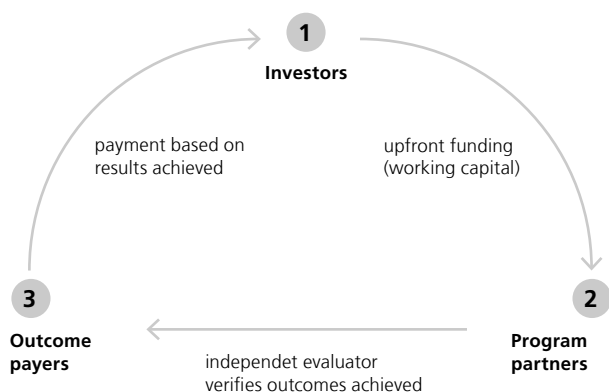 1
Investors
payment based on
results achieved
upfront funding
(working capital)
3
2
Outcome
payers
Program
partners
independet evaluator
verifies outcomes achieved